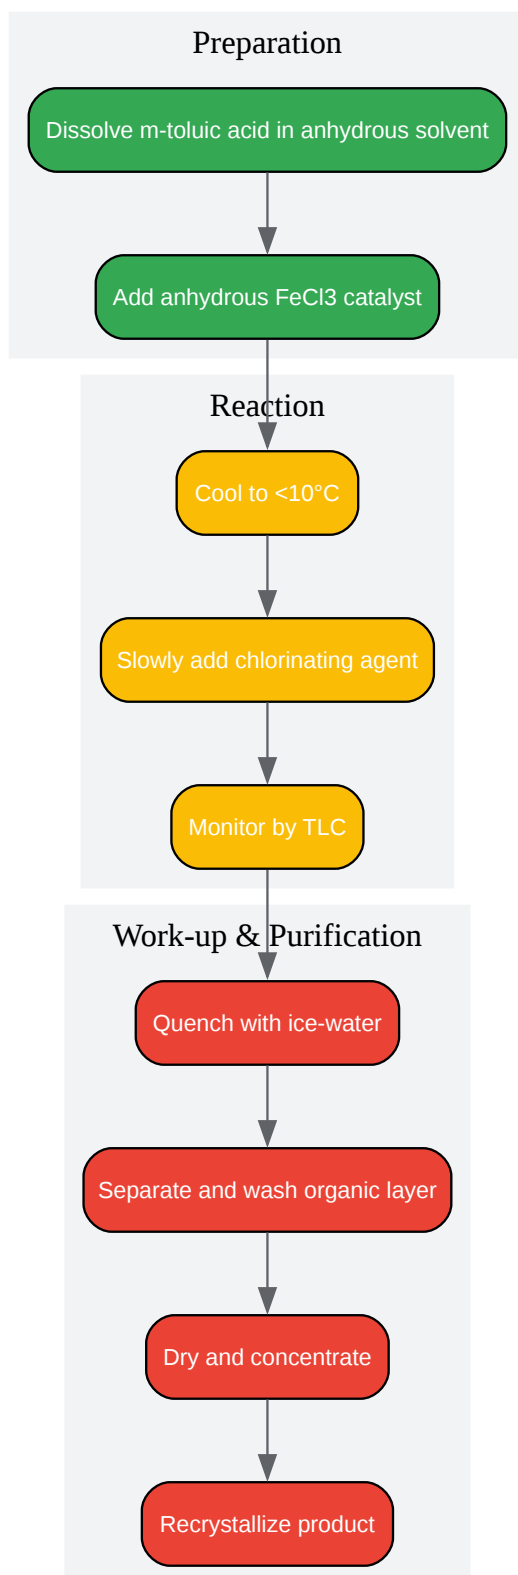 Preparation
Dissolve m-toluic acid in anhydrous solvent
Add anhydrous FeCl3 catalyst
Reaction
Cool to <10°C
Slowly add chlorinating agent
Monitor by TLC
Work-up & Purification
Quench with ice-water
Separate and wash organic layer
Dry and concentrate
Recrystallize product